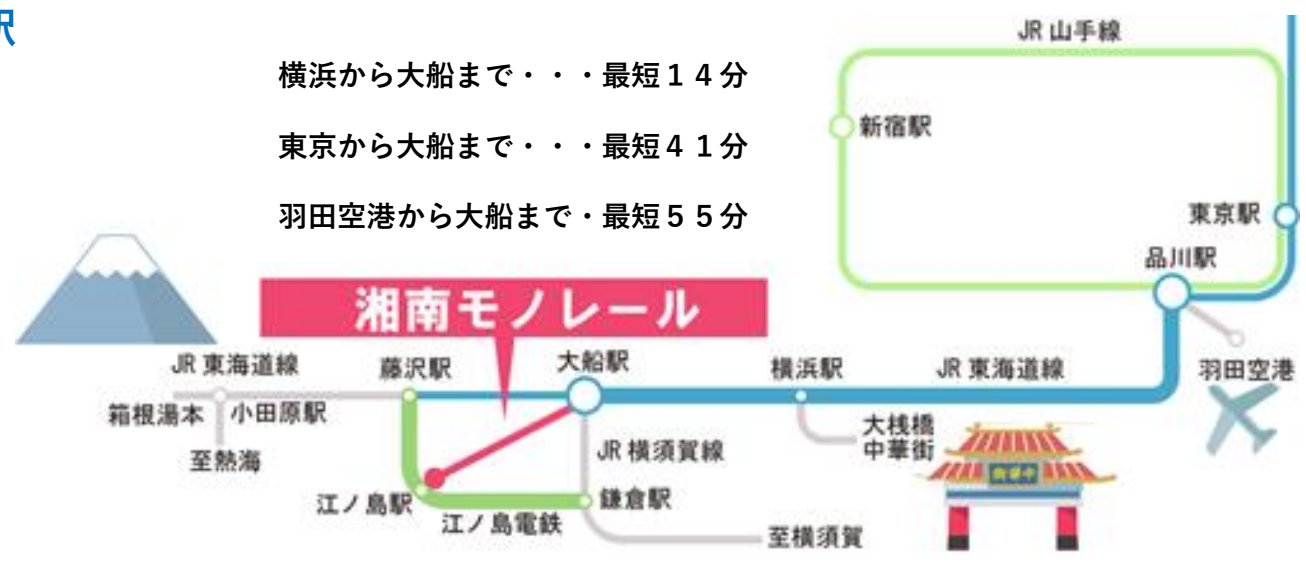 駅
JR 山手線
横浜から大船まで・・・最短１４分
新宿駅
東京から大船まで・・・最短４１分
東京駅
羽田空港から大船まで・最短５５分
品川駅
湘南モノレール
JR 東海道線
藤沢駅
大船駅
横浜駅
JR 東海道線
羽田空港
箱根湯本
小田原駅
大桟橋
中華街
至熱海
JR 横須賀線
江ノ島駅
江ノ島電鉄
鎌倉駅
至横須賀